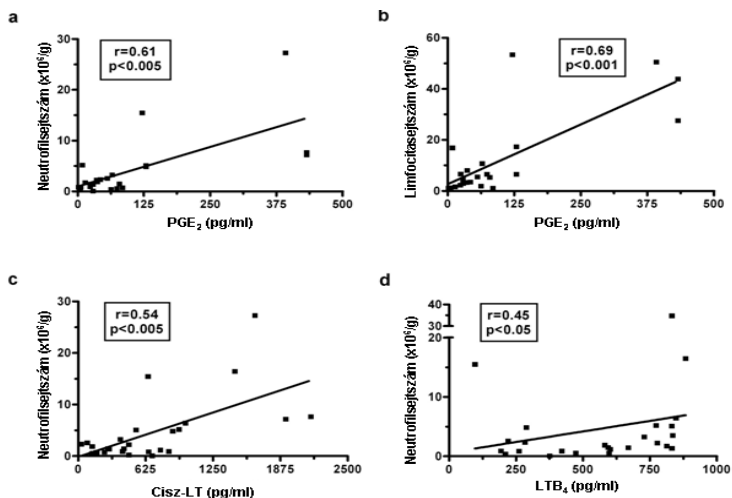 a
r=0.61
p<0.005
Neutrofilsejtszám (x10⁶/g)
30
20
10
0
0 125 250 375 500
PGE₂ (pg/ml)
b
r=0.69
p<0.001
Limfocitasejtszám (x10⁶/g)
60
40
20
0
0 125 250 375 500
PGE₂ (pg/ml)
c
r=0.54
p<0.005
Neutrofilsejtszám (x10⁶/g)
30
20
10
0
0 625 1250 1875 2500
Cisz-LT (pg/ml)
d
r=0.45
p<0.05
Neutrofilsejtszám (x10⁶/g)
40
30
10
5
0
0 250 500 750 1000
LTB₄ (pg/ml)